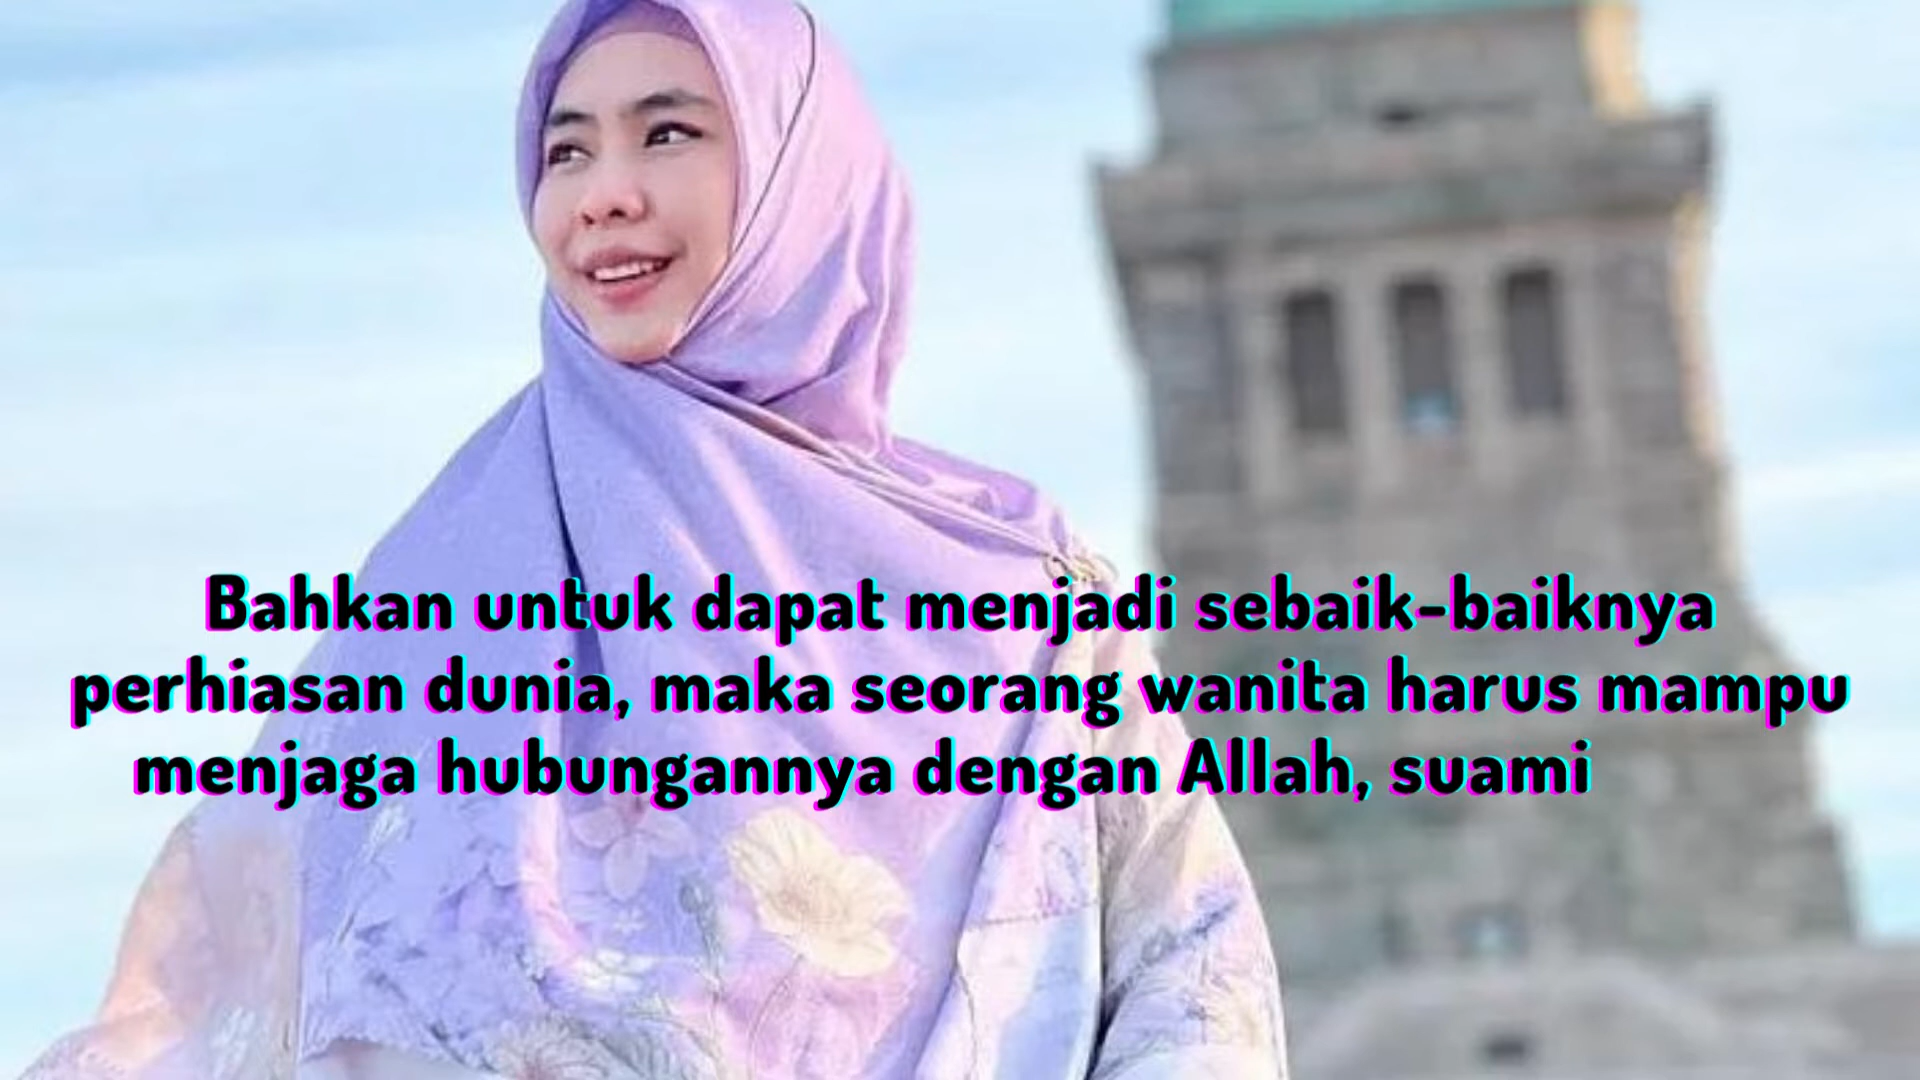 Bahkan untuk dapat menjadi sebaik-baiknya
perhiasan dunia, maka seorang wanita harus mampu
menjaga hubungannya dengan Allah, suami